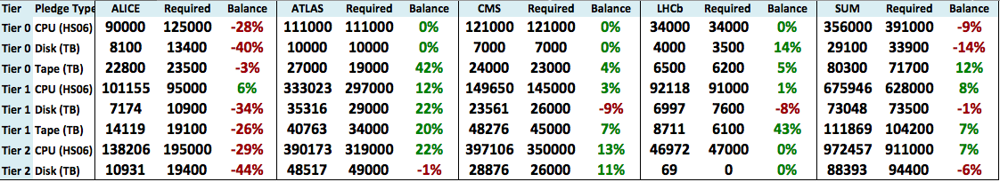 Tier Pledge Type ALICE Required Balance ATLAS Required Balance CMS Required Balance LHCb Required Balance SUM Required Balance
Tier 0 CPU (HS06) 90000 125000 -28% 111000 111000 0% 121000 121000 0% 34000 34000 0% 356000 391000 -9%
Tier 0 Disk (TB) 8100 13400 -40% 10000 10000 0% 7000 7000 0% 4000 3500 14% 29100 33900 -14%
Tier 0 Tape (TB) 22800 23500 -3% 27000 19000 42% 24000 23000 4% 6500 6200 5% 80300 71700 12%
Tier 1 CPU (HS06) 101155 95000 6% 333023 297000 12% 149650 145000 3% 92118 91000 1% 675946 628000 8%
Tier 1 Disk (TB) 7174 10900 -34% 35316 29000 22% 23561 26000 -9% 6997 7600 -8% 73048 73500 -1%
Tier 1 Tape (TB) 14119 19100 -26% 40763 34000 20% 48276 45000 7% 8711 6100 43% 111869 104200 7%
Tier 2 CPU (HS06) 138206 195000 -29% 390173 319000 22% 397106 350000 13% 46972 47000 0% 972457 911000 7%
Tier 2 Disk (TB) 10931 19400 -44% 48517 49000 -1% 28876 26000 11% 69 0 0% 88393 94400 -6%